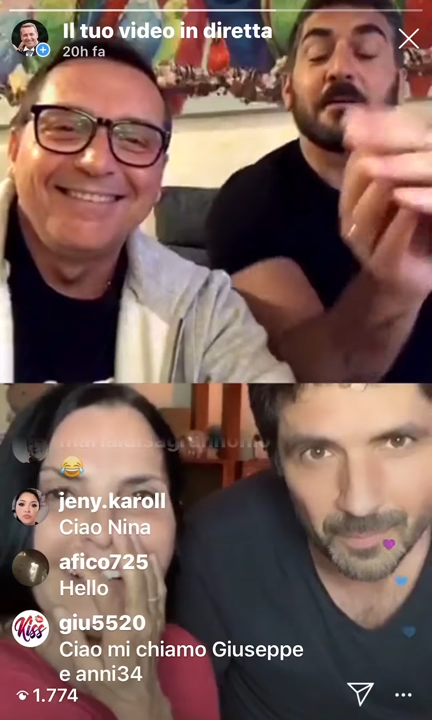 Il tuo video in diretta
20h fa
😂
jeny.karoll
Ciao Nina
afico725
Hello
Kiss
giu5520
Ciao mi chiamo Giuseppe
e anni34
1.774